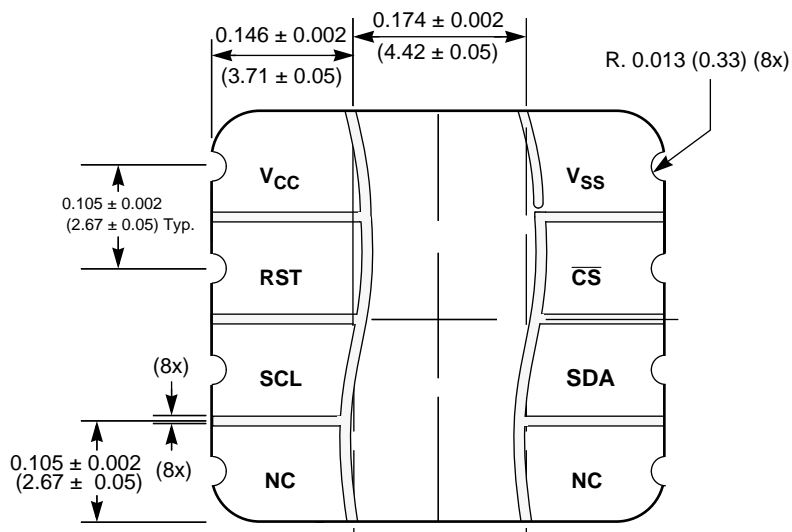 0.146 ± 0.002
(3.71 ± 0.05)
0.174 ± 0.002
(4.42 ± 0.05)
R. 0.013 (0.33) (8x)
0.105 ± 0.002
(2.67 ± 0.05) Typ.
VCC
VSS
RST
CS
SCL
SDA
NC
NC
(8x)
(8x)
0.105 ± 0.002
(2.67 ± 0.05)